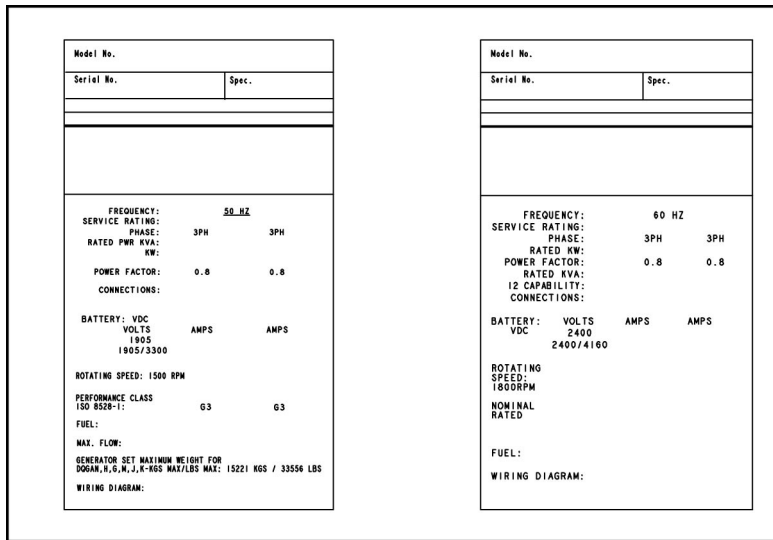 Model No.
Serial No. Spec.
FREQUENCY: 50 HZ
SERVICE RATING:
PHASE: 3PH 3PH
RATED PWR KVA:
KW:
POWER FACTOR: 0.8 0.8
CONNECTIONS:
BATTERY: VDC
VOLTS AMPS AMPS
1905
1905/3300
ROTATING SPEED: 1500 RPM
PERFORMANCE CLASS
ISO 8528-1: G3 G3
FUEL:
MAX. FLOW:
GENERATOR SET MAXIMUM WEIGHT FOR
DQGAN,H,G,M,J,K-KGS MAX/LBS MAX: 15221 KGS / 33556 LBS
WIRING DIAGRAM:
Model No.
Serial No. Spec.
FREQUENCY: 60 HZ
SERVICE RATING:
PHASE: 3PH 3PH
RATED KW:
POWER FACTOR: 0.8 0.8
RATED KVA:
I2 CAPABILITY:
CONNECTIONS:
BATTERY: VOLTS AMPS AMPS
VDC 2400
2400/4160
ROTATING
SPEED:
1800RPM
NOMINAL
RATED
FUEL:
WIRING DIAGRAM: